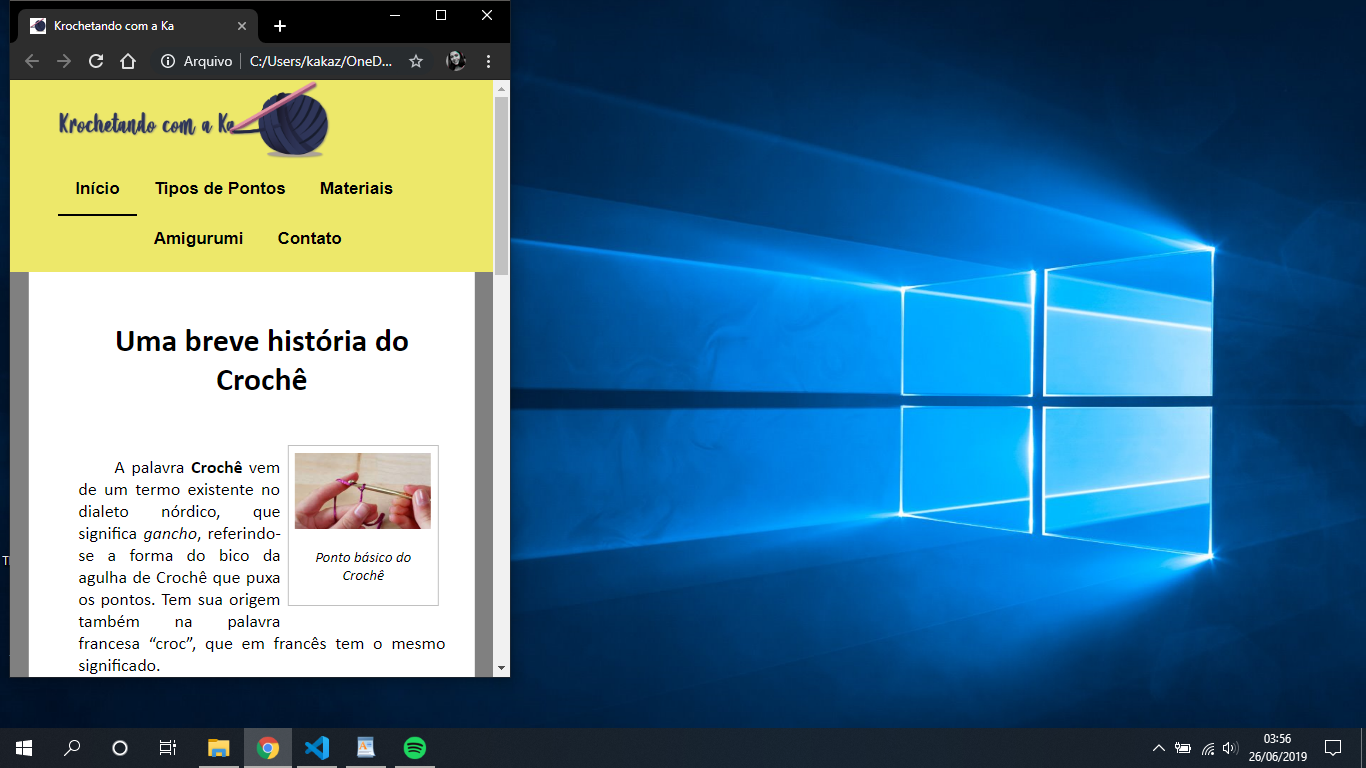 Krochetando com a Ka
Arquivo C:/Users/kakaz/OneD...
Krochetando com a Ka
Início Tipos de Pontos Materiais
Amigurumi Contato
Uma breve história do
Crochê
A palavra Crochê vem
de um termo existente no
dialeto nórdico, que
significa gancho, referindo-
se a forma do bico da
agulha de Crochê que puxa
os pontos. Tem sua origem
também na palavra
francesa “croc”, que em francês tem o mesmo
significado.
Ponto básico do
Crochê
03:56
26/06/2019